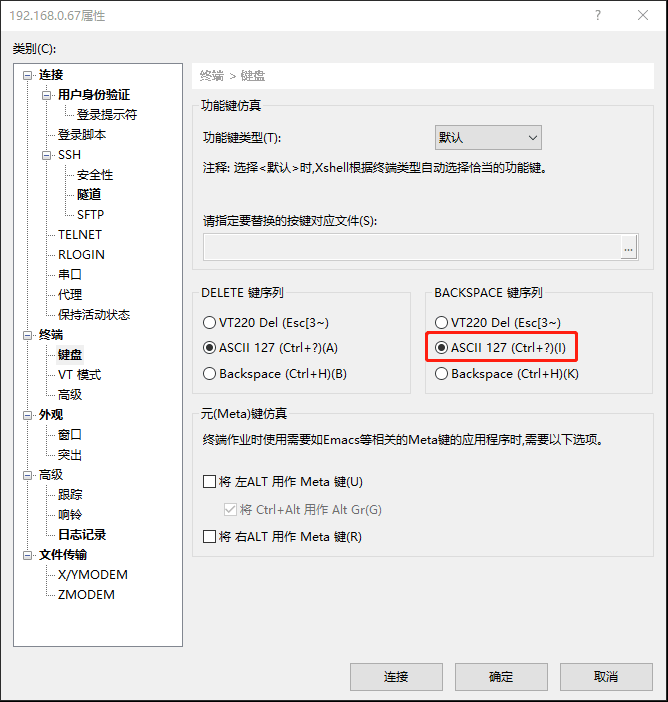 192.168.0.67属性
类别(C):
连接
用户身份验证
登录提示符
登录脚本
SSH
安全性
隧道
SFTP
TELNET
RLOGIN
串口
代理
保持活动状态
终端
键盘
VT 模式
高级
外观
窗口
突出
高级
跟踪
响铃
日志记录
文件传输
X/YMODEM
ZMODEM
终端 > 键盘
功能键仿真
功能键类型(T):
默认
注释: 选择<默认>时,Xshell根据终端类型自动选择恰当的功能键。
请指定要替换的按键对应文件(S):
...
DELETE 键序列
VT220 Del (Esc[3~)
ASCII 127 (Ctrl+?)(A)
Backspace (Ctrl+H)(B)
BACKSPACE 键序列
VT220 Del (Esc[3~)
ASCII 127 (Ctrl+?)(I)
Backspace (Ctrl+H)(K)
元(Meta)键仿真
终端作业时使用需要如Emacs等相关的Meta键的应用程序时,需要以下选项。
将 左ALT 用作 Meta 键(U)
将 Ctrl+Alt 用作 Alt Gr(G)
将 右ALT 用作 Meta 键(R)
连接
确定
取消